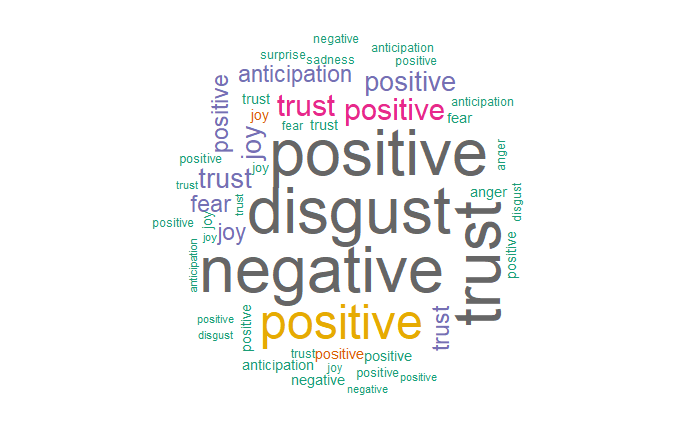 negative
anticipation
surprise
sadness
positive
anticipation
positive
positive
trust
trust
positive
anticipation
joy
fear
trust
fear
joy
positive
anger
positive
joy
trust
trust
anger
disgust
positive
fear
trust
disgust
trust
joy
positive
joy
joy
negative
anticipation
positive
positive
positive
positive
trust
disgust
trust
positive
positive
anticipation
joy
negative
positive
positive
negative